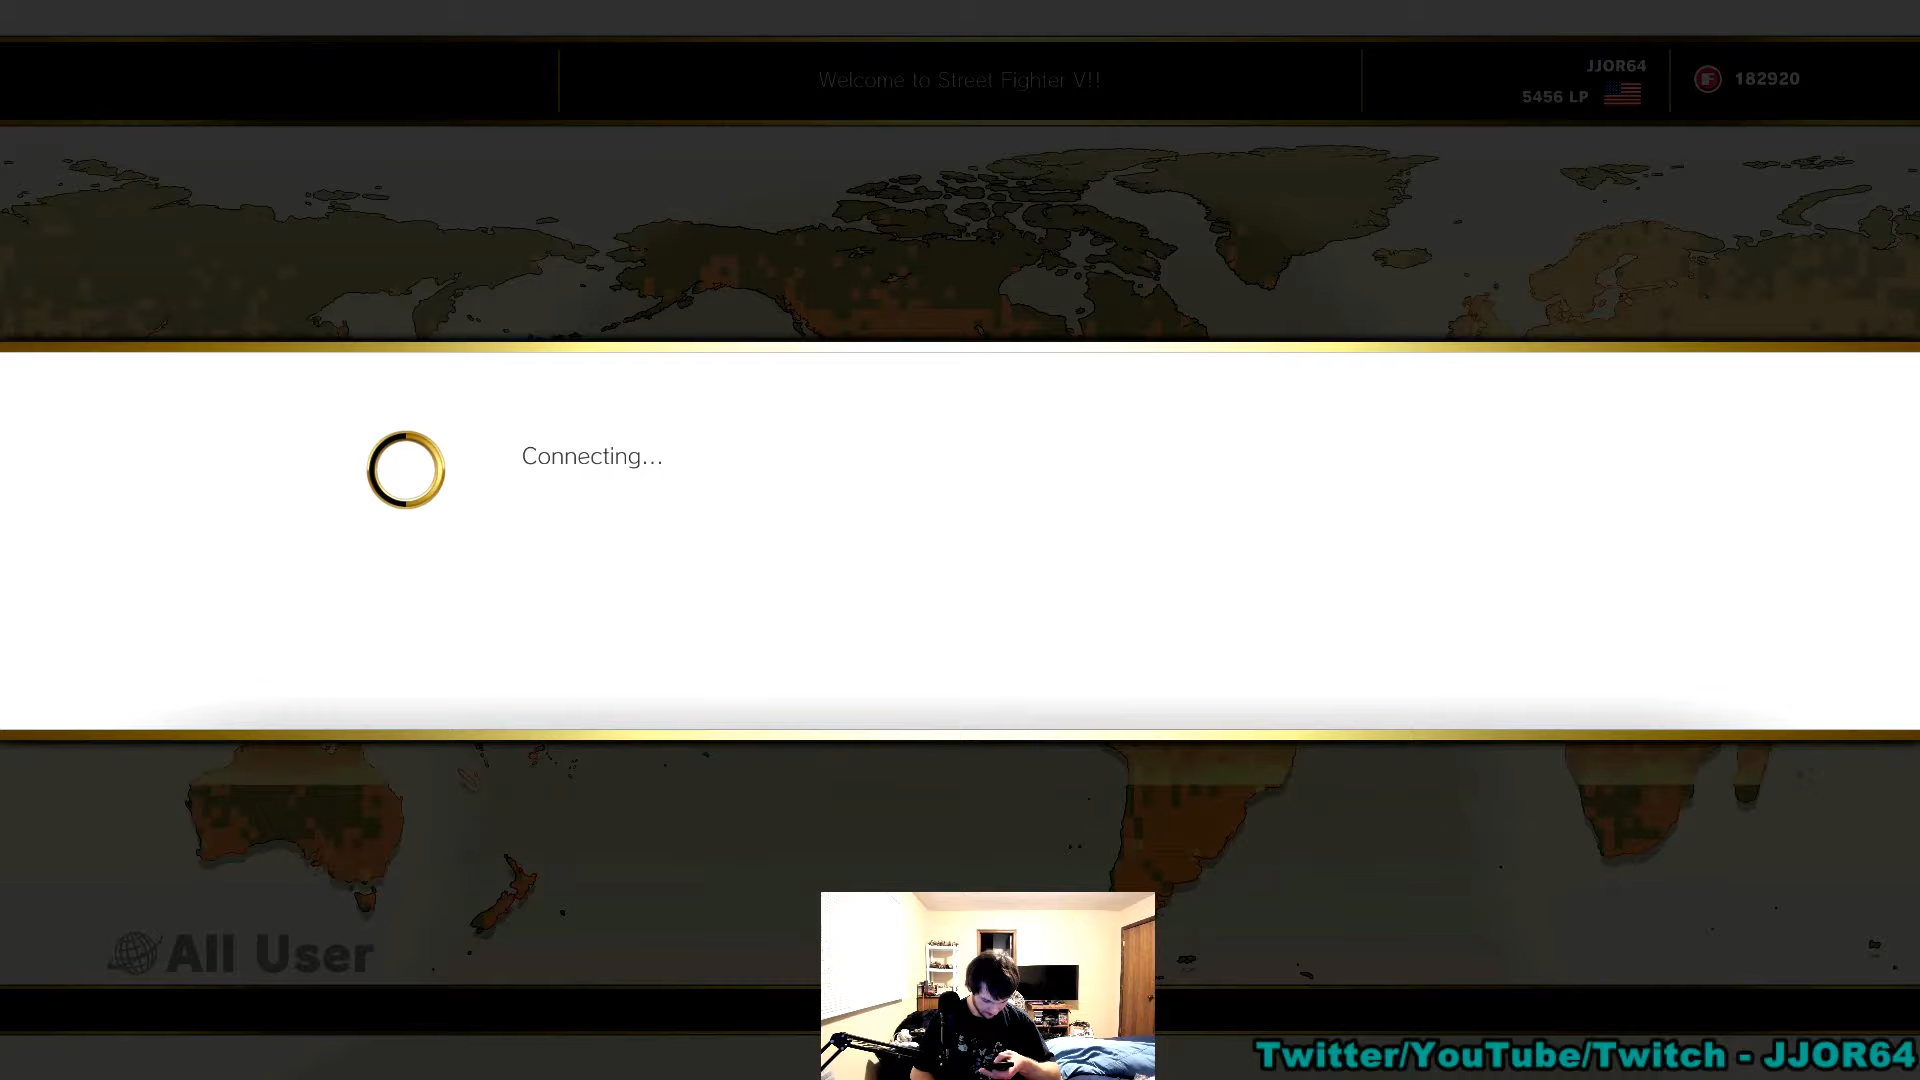 Welcome to Street Fighter V!!
JJOR64
5456 LP
F 182920
Connecting...
All User
Twitter/YouTube/Twitch - JJOR64